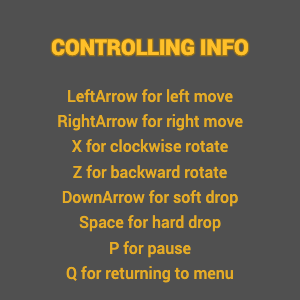 CONTROLLING INFO
LeftArrow for left move
RightArrow for right move
X for clockwise rotate
Z for backward rotate
DownArrow for soft drop
Space for hard drop
P for pause
Q for returning to menu